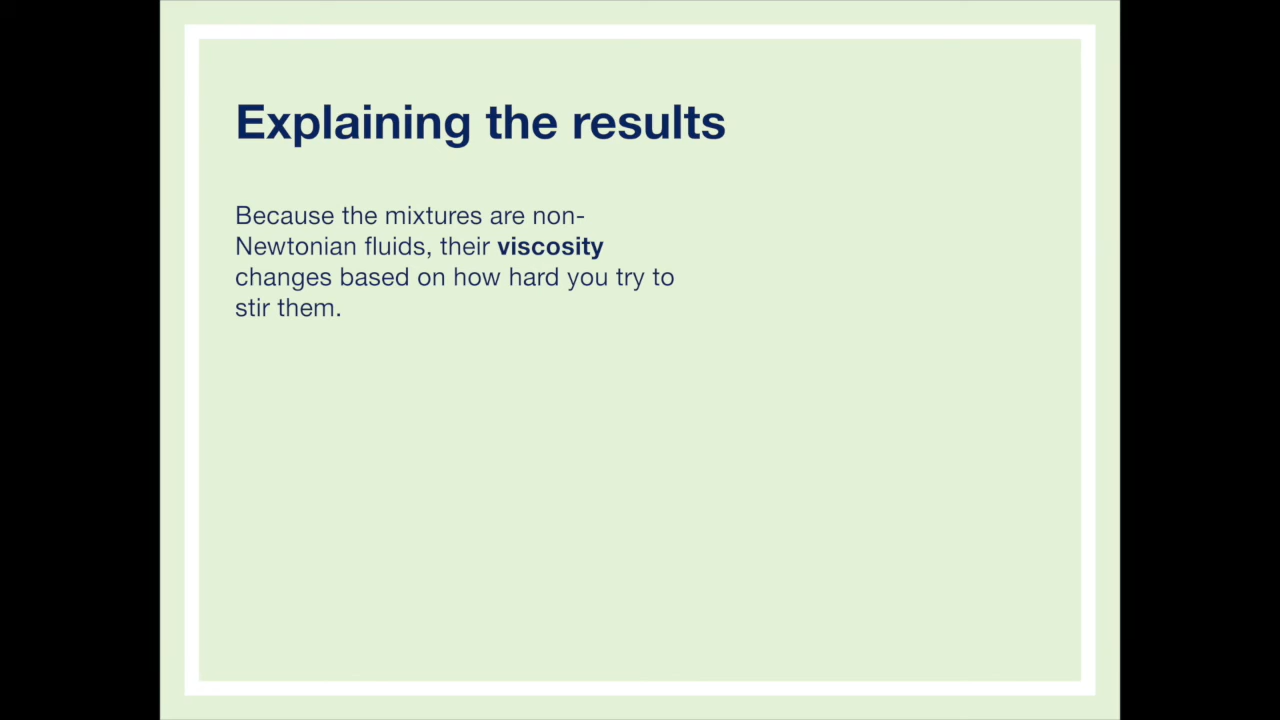 Explaining the results
Because the mixtures are non-
Newtonian fluids, their viscosity
changes based on how hard you try to
stir them.